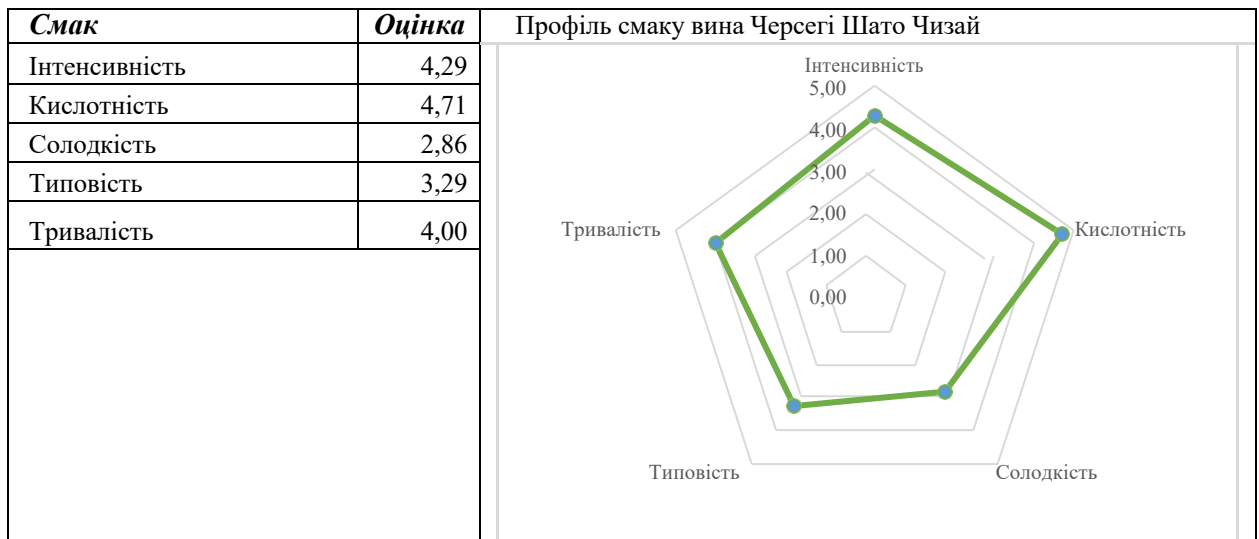 Смак Оцінка Профіль смаку вина Черсегі Шато Чизай
Інтенсивність 4,29
Кислотність 4,71
Солодкість 2,86
Типовість 3,29
Тривалість 4,00
Інтенсивність
5,00
4,00
3,00
2,00
1,00
0,00
Тривалість
Кислотність
Типовість
Солодкість